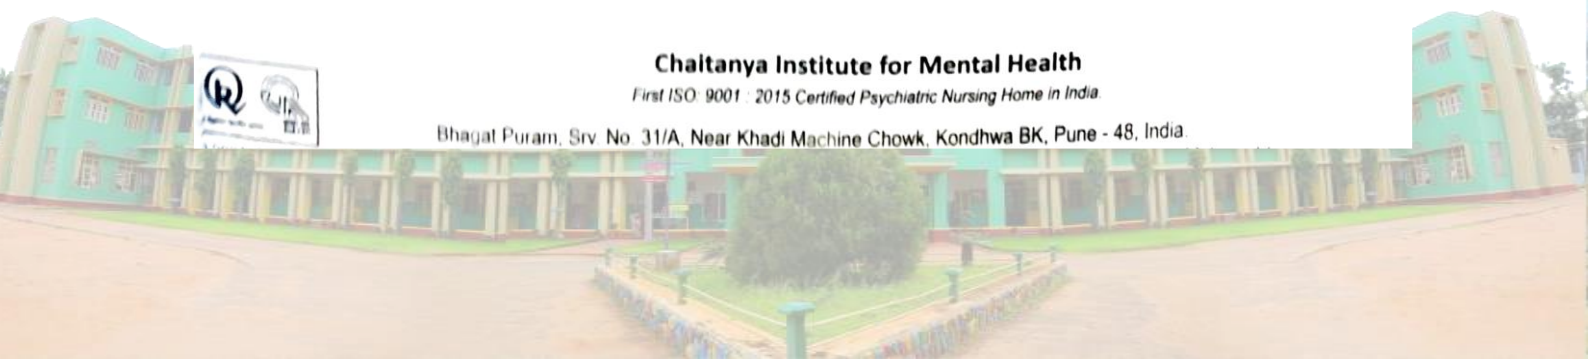 Chaitanya Institute for Mental Health
First ISO: 9001 : 2015 Certified Psychiatric Nursing Home in India.
Bhagat Puram, Srv. No. 31/A, Near Khadi Machine Chowk, Kondhwa BK, Pune - 48, India.